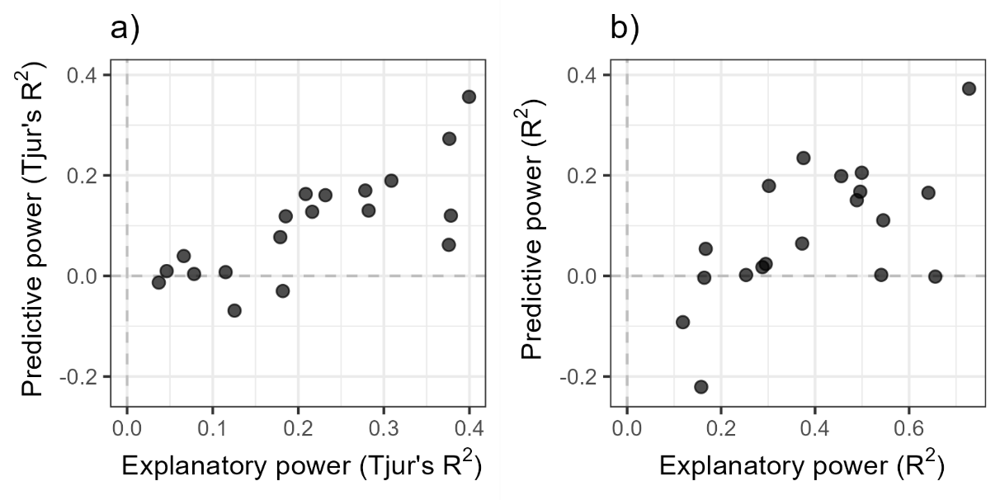 a)
Predictive power (Tjur's R²)
0.4
0.2
0.0
-0.2
0.0 0.1 0.2 0.3 0.4
Explanatory power (Tjur's R²)
b)
Predictive power (R²)
0.4
0.2
0.0
-0.2
0.0 0.2 0.4 0.6
Explanatory power (R²)